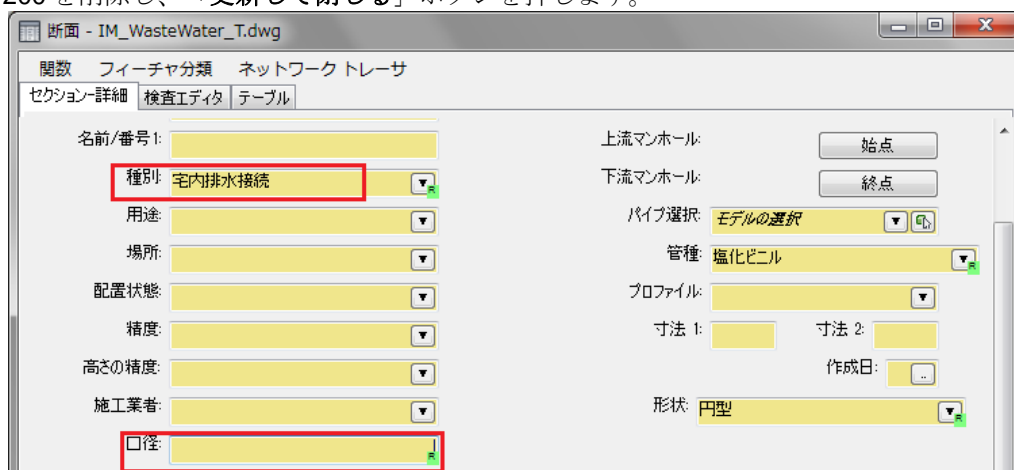 200 を削除し、「更新して閉じる」ボタンを押します。
断面 - IM_WasteWater_T.dwg
関数 フィーチャ分類 ネットワーク トレーサ
セクション-詳細 検査エディタ テーブル
名前/番号1: 上流マンホール: 始点
種別: 宅内排水接続 R 下流マンホール: 終点
用途: パイプ選択: モデルの選択
場所: 管種: 塩化ビニル R
配置状態: プロファイル:
精度: 寸法 1: 寸法 2:
高さの精度: 作成日: ..
施工業者: 形状: 円型 R
口径: R